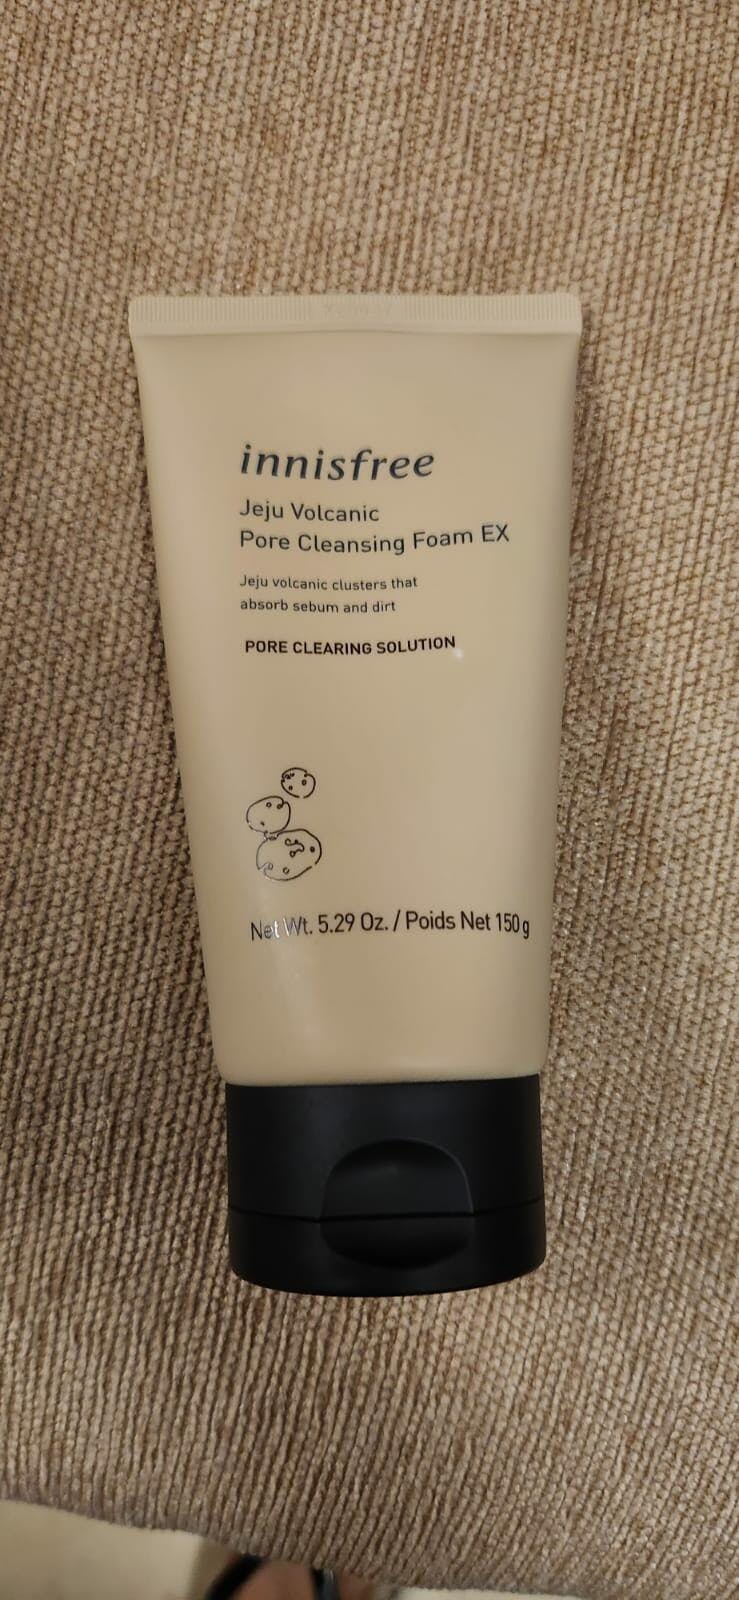 innisfree
Jeju Volcanic
Pore Cleansing Foam EX
Jeju volcanic clusters that
absorb sebum and dirt
PORE CLEARING SOLUTION
Net Wt. 5.29 Oz. / Poids Net 150 g